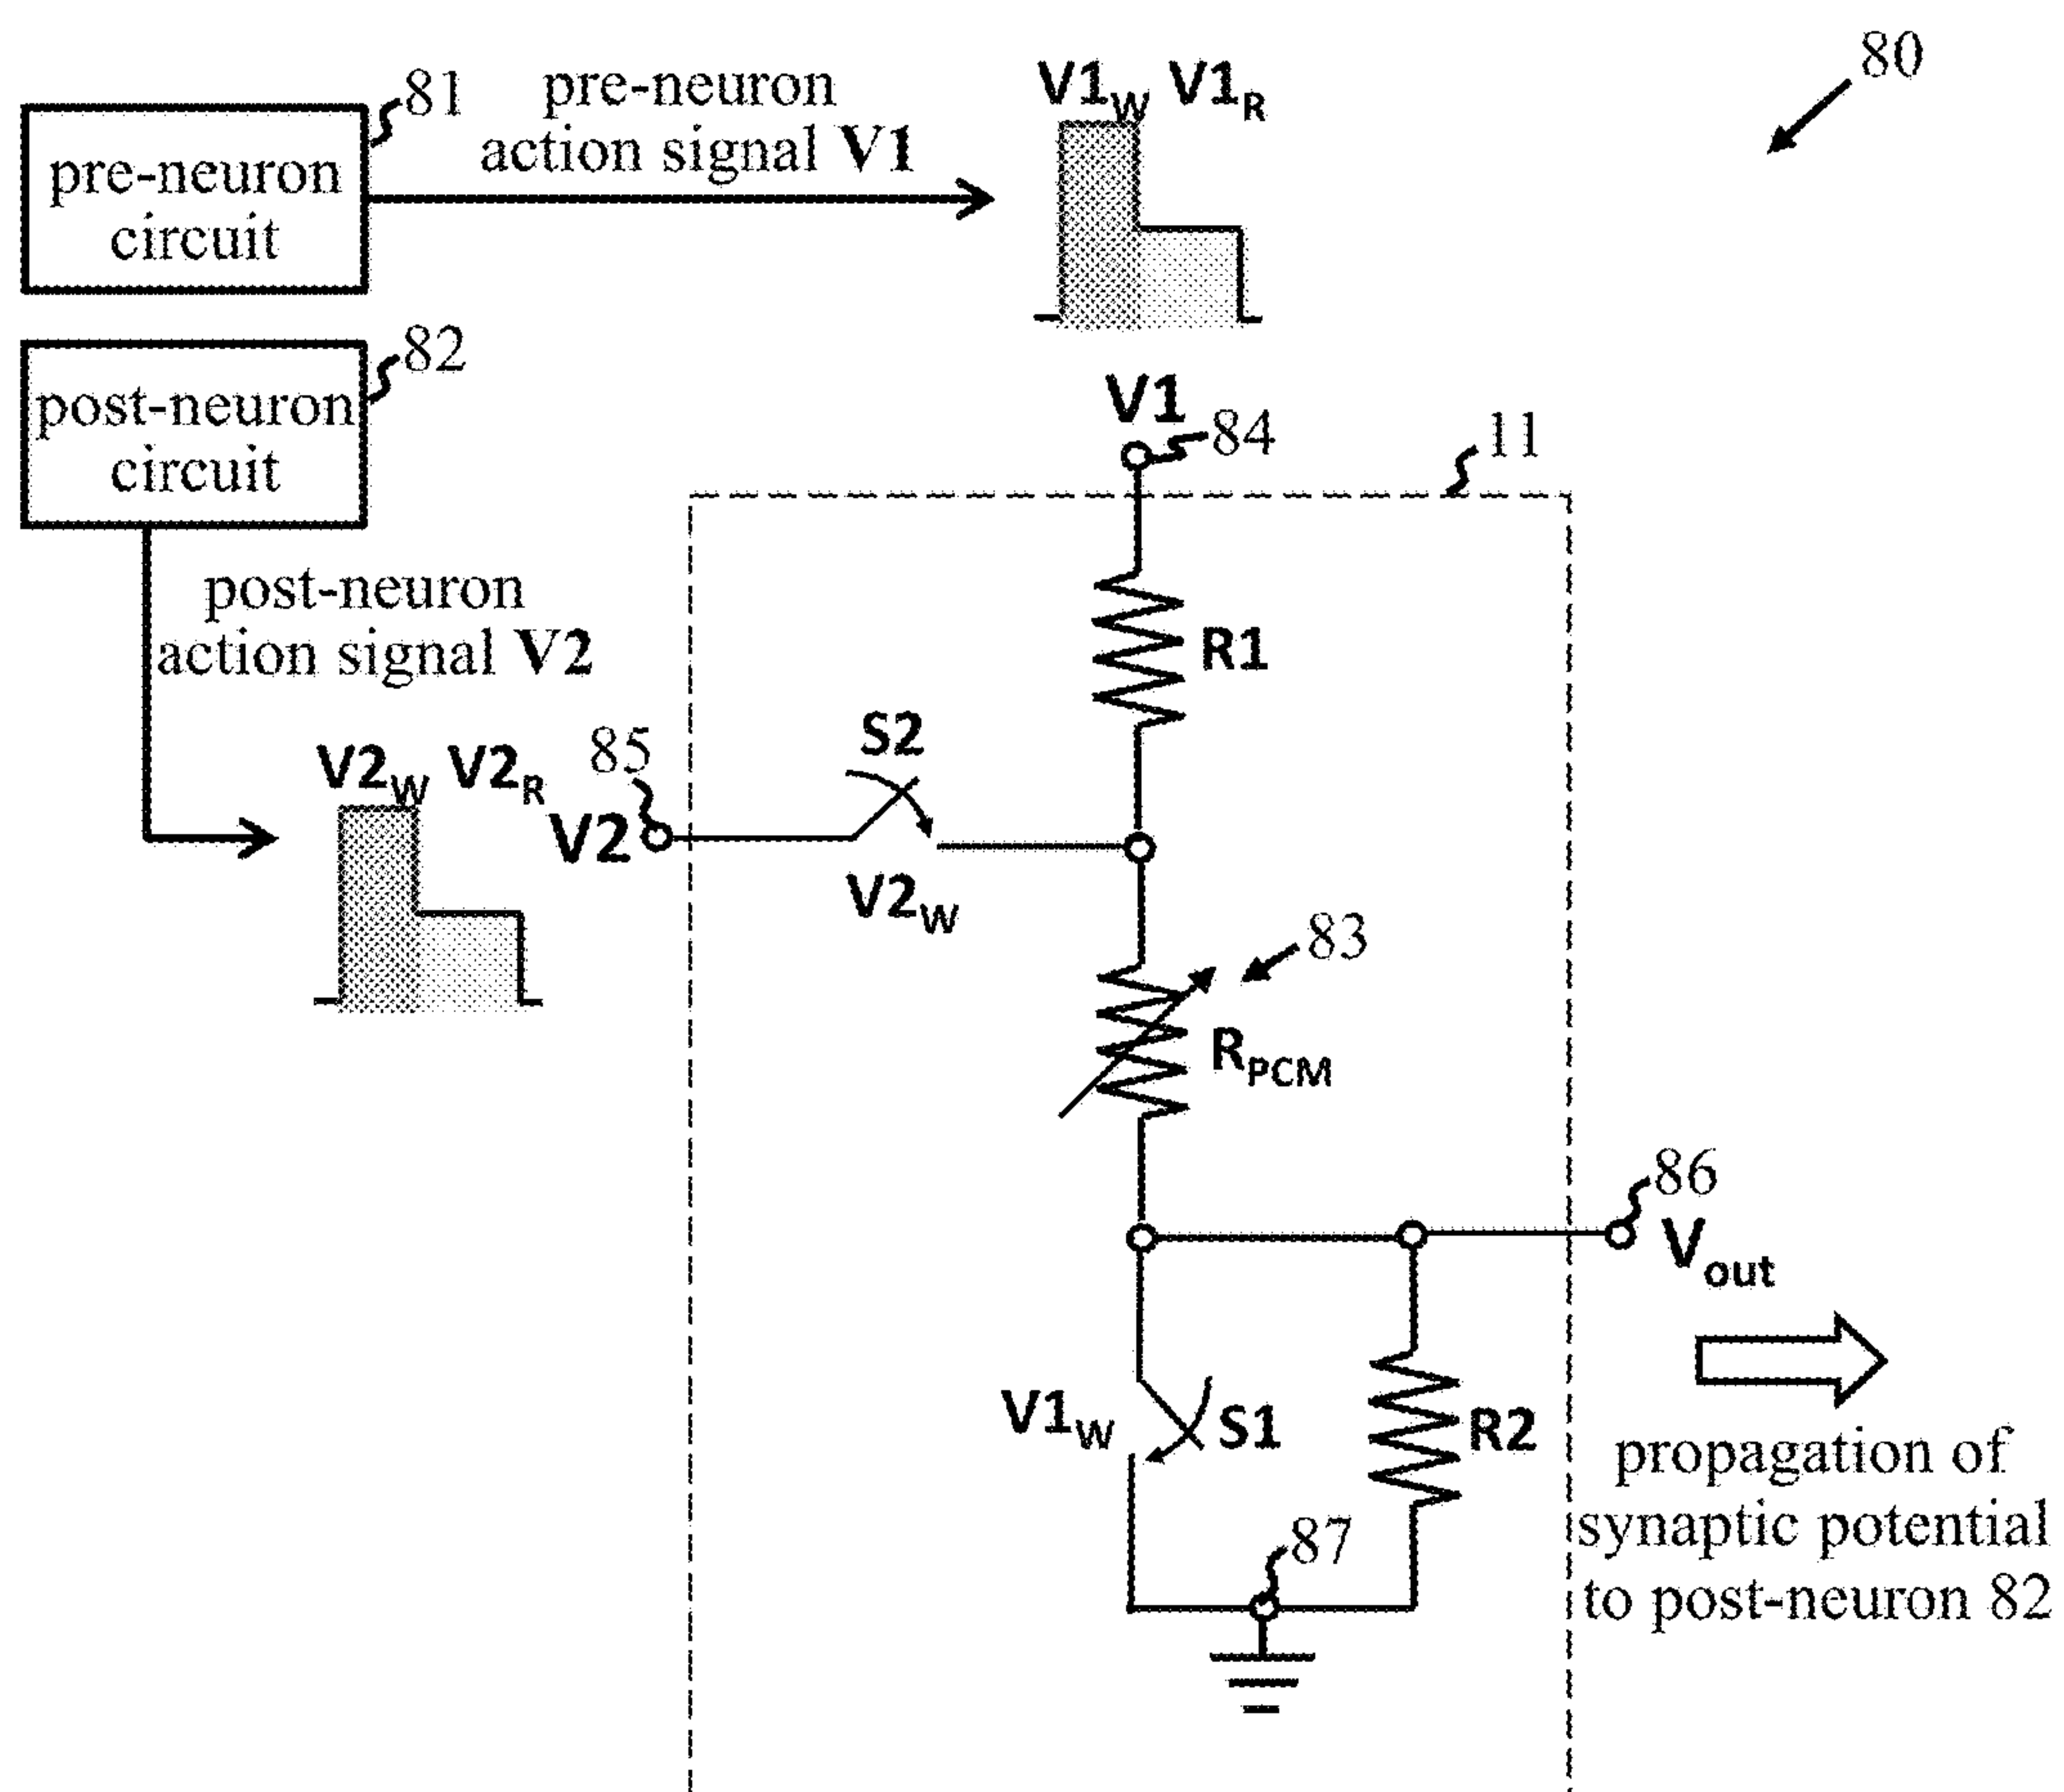 80
81
pre-neuron
action signal V1
V1W V1R
pre-neuron
circuit
82
post-neuron
circuit
V1
84
11
post-neuron
action signal V2
R1
V2W V2R
85
V2
S2
V2W
83
RPCM
86
Vout
V1W
S1
R2
propagation of
synaptic potential
to post-neuron 82
87